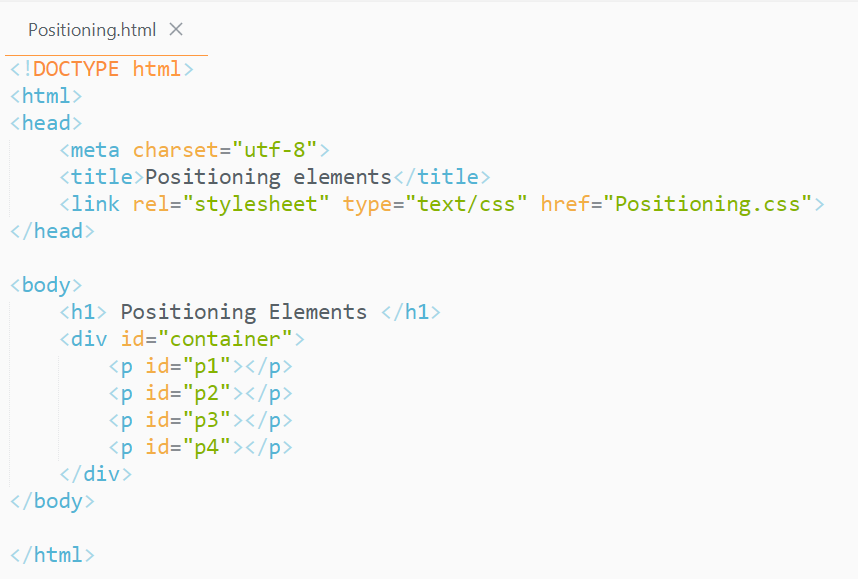 Positioning.html ×
<!DOCTYPE html>
<html>
<head>
    <meta charset="utf-8">
    <title>Positioning elements</title>
    <link rel="stylesheet" type="text/css" href="Positioning.css">
</head>

<body>
    <h1> Positioning Elements </h1>
    <div id="container">
        <p id="p1"></p>
        <p id="p2"></p>
        <p id="p3"></p>
        <p id="p4"></p>
    </div>
</body>

</html>